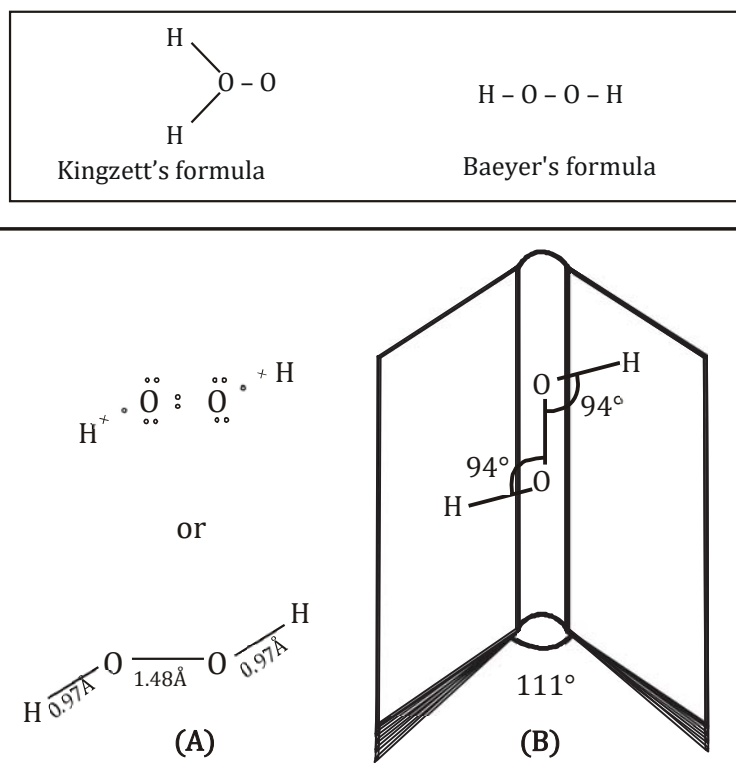 H
O – O
H
Kingzett’s formula
H – O – O – H
Baeyer's formula
H × • O : O • × H
or
H 0.97Å O 1.48Å O 0.97Å H
(A)
H
O
94°
94°
O
H
111°
(B)